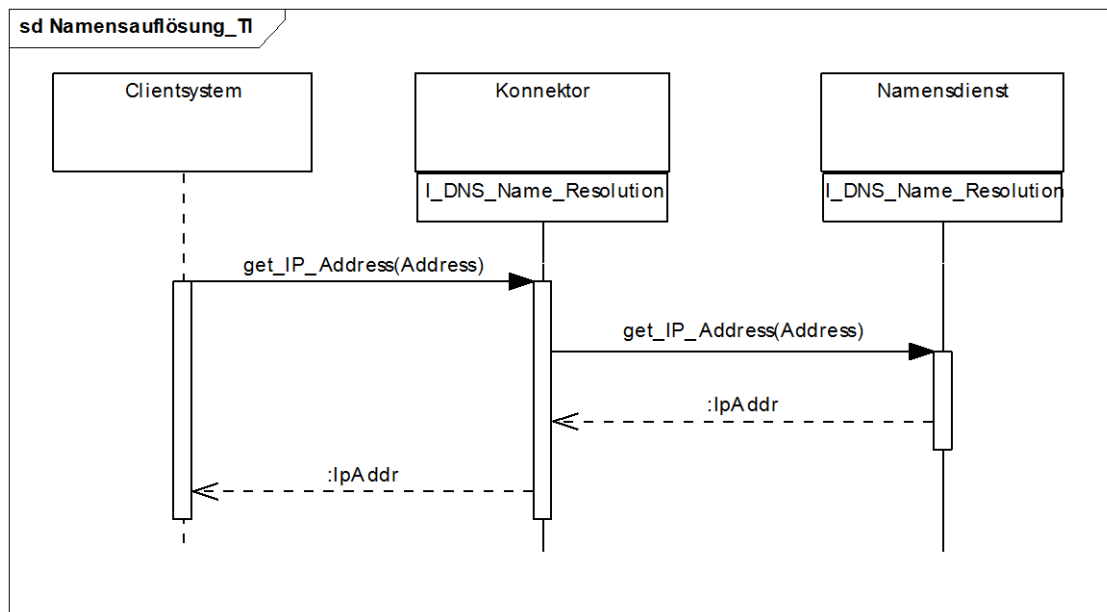 sd Namensauflösung_TI
Clientsystem
Konnektor
Namensdienst
I_DNS_Name_Resolution
I_DNS_Name_Resolution
get_IP_Address(Address)
get_IP_Address(Address)
:IpAddr
:IpAddr